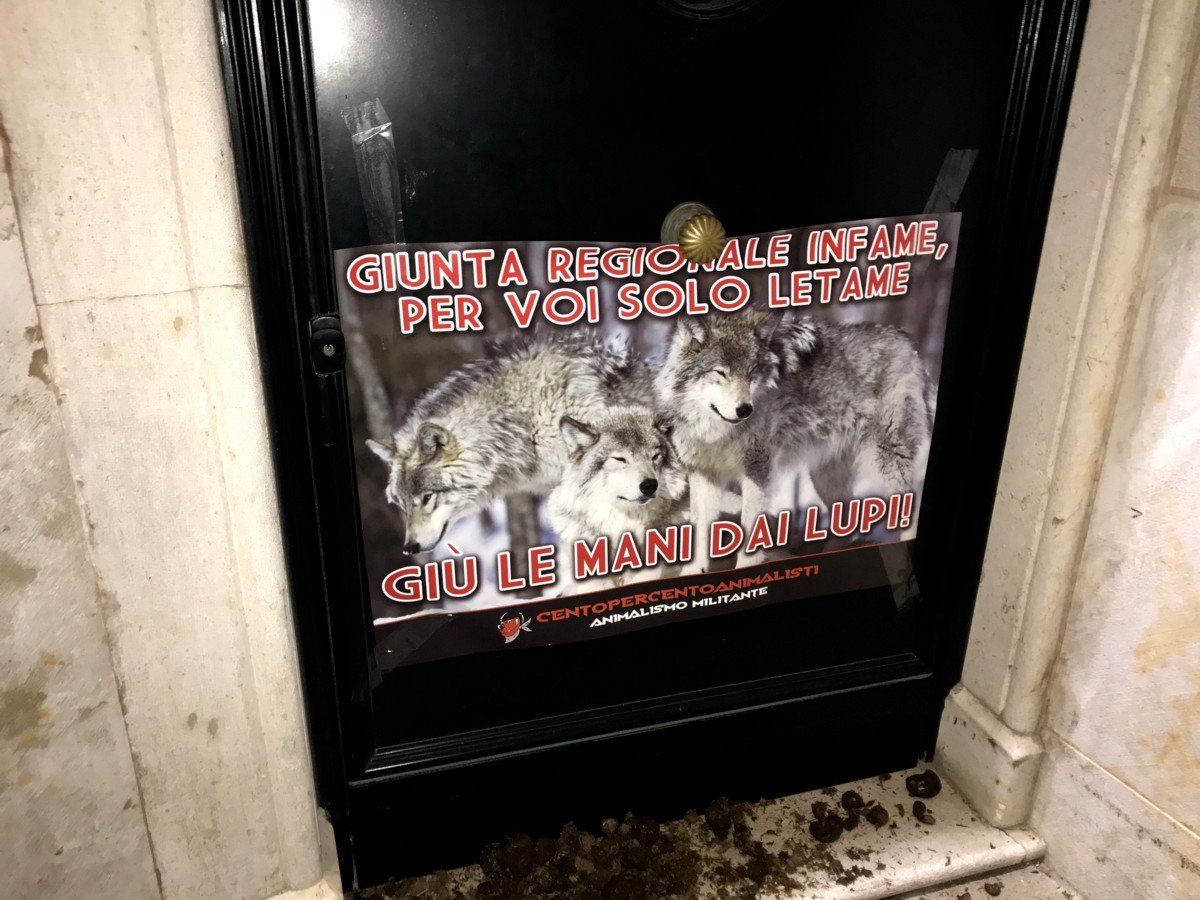 GIUNTA REGIONALE INFAME,
PER VOI SOLO LETAME
GIÙ LE MANI DAI LUPI!
CENTOPERCENTOANIMALISTI
ANIMALISMO MILITANTE